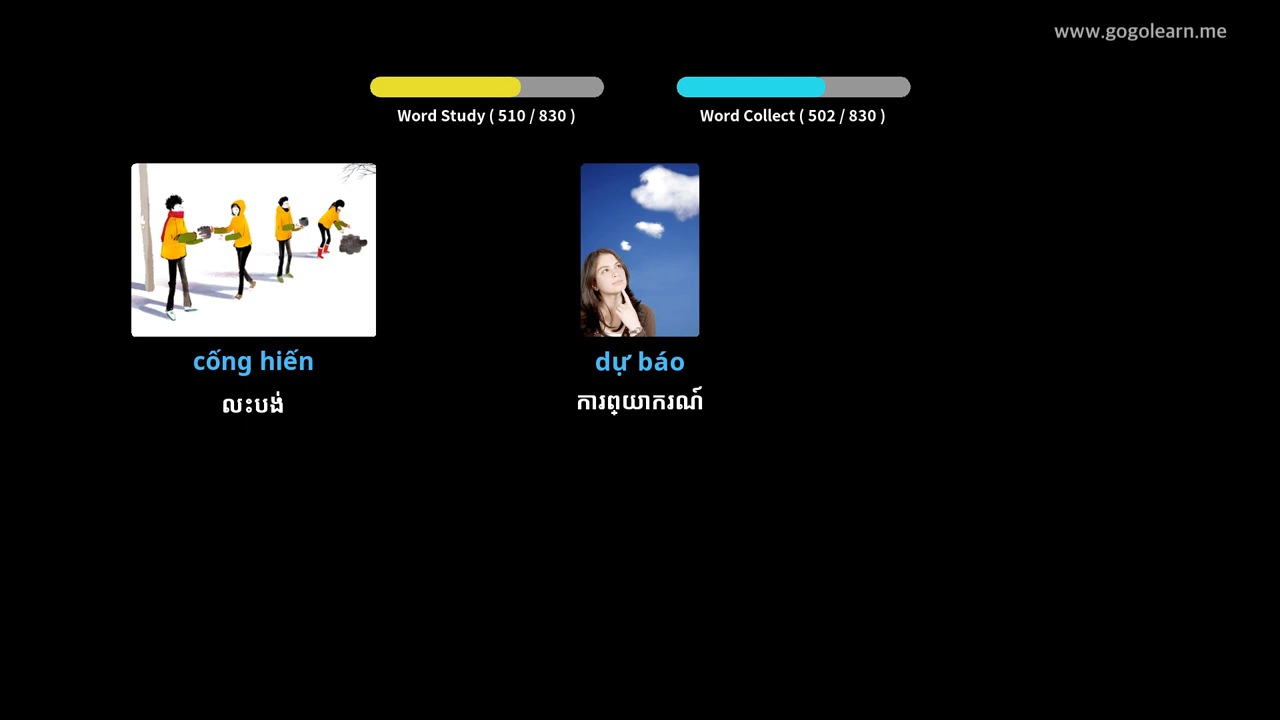 www.gogolearn.me
Word Study ( 510 / 830 )
Word Collect ( 502 / 830 )
cống hiến
លះបង់
dự báo
ការព្យាករណ៍